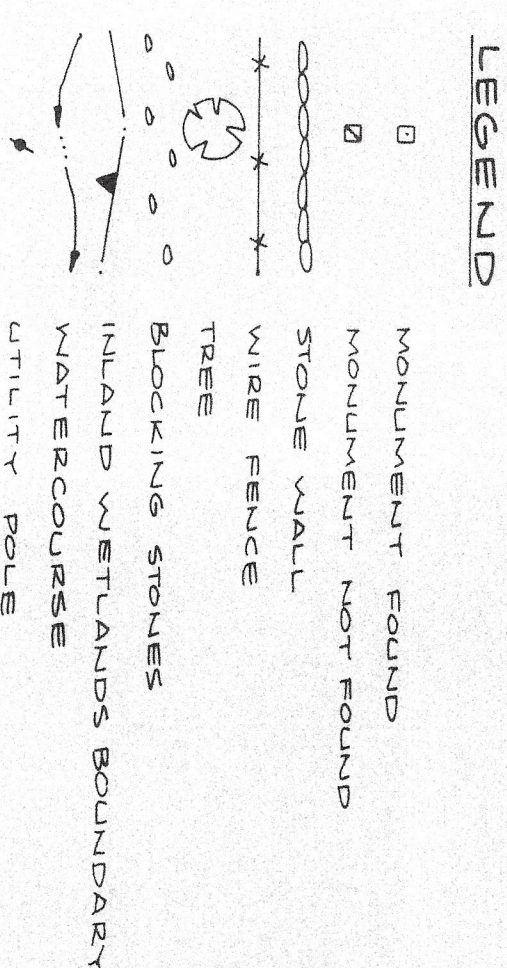 LEGEND
MONUMENT FOUND
MONUMENT NOT FOUND
STONE WALL
WIRE FENCE
TREE
BLOCKING STONES
INLAND WETLANDS BOUNDARY
WATERCOURSE
UTILITY POLE